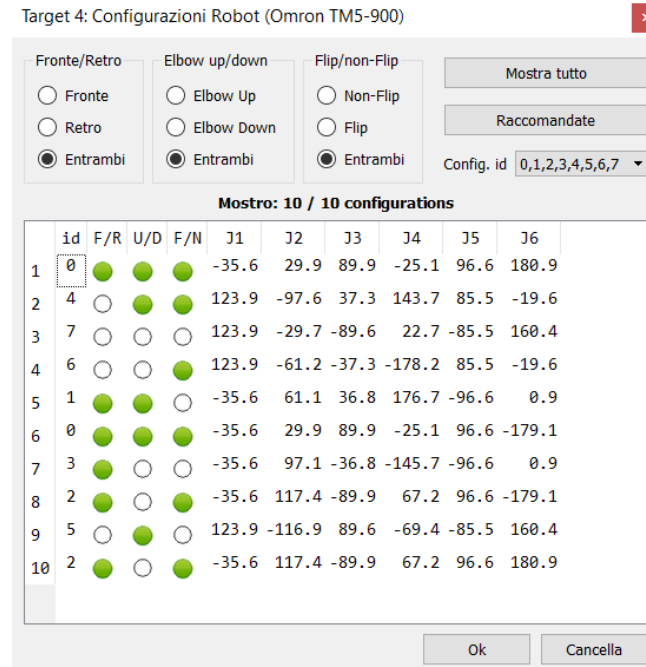 Target 4: Configurazioni Robot (Omron TM5-900)
Fronte/Retro Elbow up/down Flip/non-Flip
Mostra tutto
Fronte Elbow Up Non-Flip
Retro Elbow Down Flip
Raccomandate
Entrambi Entrambi Entrambi
Config. id 0,1,2,3,4,5,6,7
Mostro: 10 / 10 configurations
id F/R U/D F/N J1 J2 J3 J4 J5 J6
1 0 -35.6 29.9 89.9 -25.1 96.6 180.9
2 4 123.9 -97.6 37.3 143.7 85.5 -19.6
3 7 123.9 -29.7 -89.6 22.7 -85.5 160.4
4 6 123.9 -61.2 -37.3 -178.2 85.5 -19.6
5 1 -35.6 61.1 36.8 176.7 -96.6 0.9
6 0 -35.6 29.9 89.9 -25.1 96.6 -179.1
7 3 -35.6 97.1 -36.8 -145.7 -96.6 0.9
8 2 -35.6 117.4 -89.9 67.2 96.6 -179.1
9 5 123.9 -116.9 89.6 -69.4 -85.5 160.4
10 2 -35.6 117.4 -89.9 67.2 96.6 180.9
Ok Cancella